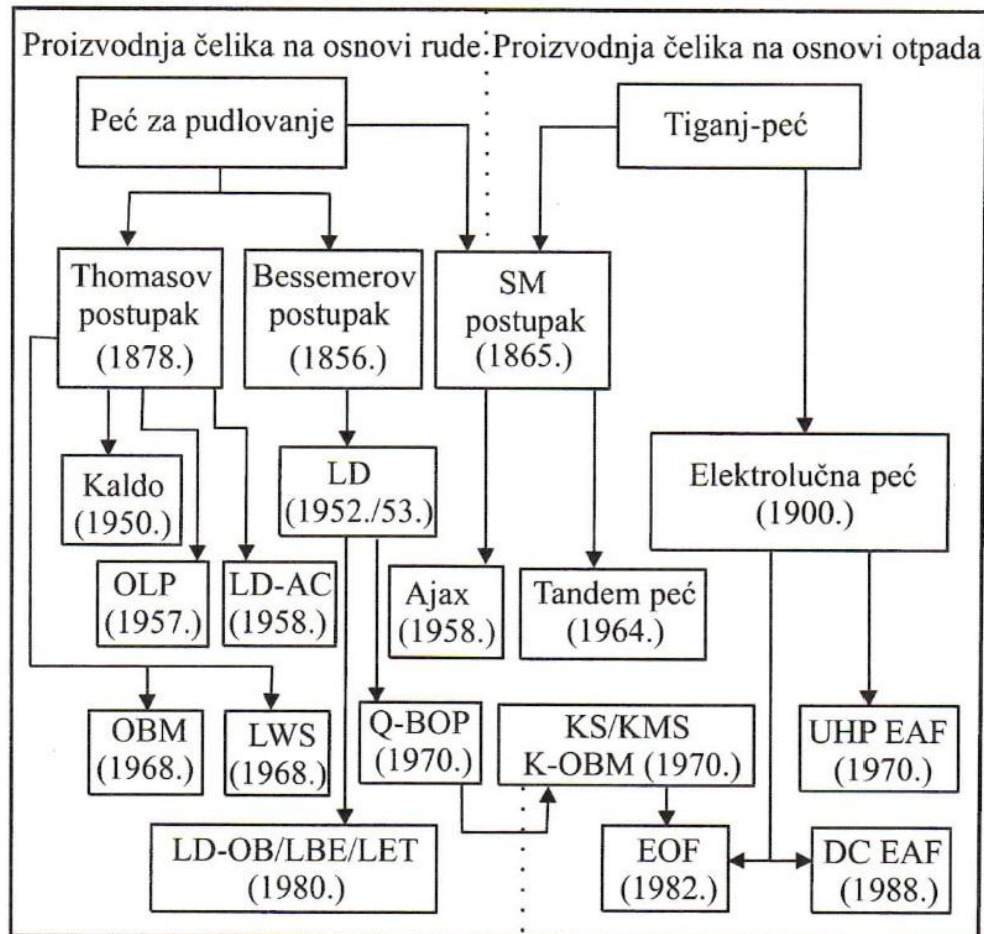 Proizvodnja čelika na osnovi rude
Proizvodnja čelika na osnovi otpada
Peć za pudlovanje
Tiganj-peć
Thomasov
postupak
(1878.)
Bessemerov
postupak
(1856.)
SM
postupak
(1865.)
Kaldo
(1950.)
LD
(1952./53.)
Elektrolučna peć
(1900.)
OLP
(1957.)
LD-AC
(1958.)
Ajax
(1958.)
Tandem peć
(1964.)
OBM
(1968.)
LWS
(1968.)
Q-BOP
(1970.)
KS/KMS
K-OBM (1970.)
UHP EAF
(1970.)
LD-OB/LBE/LET
(1980.)
EOF
(1982.)
DC EAF
(1988.)